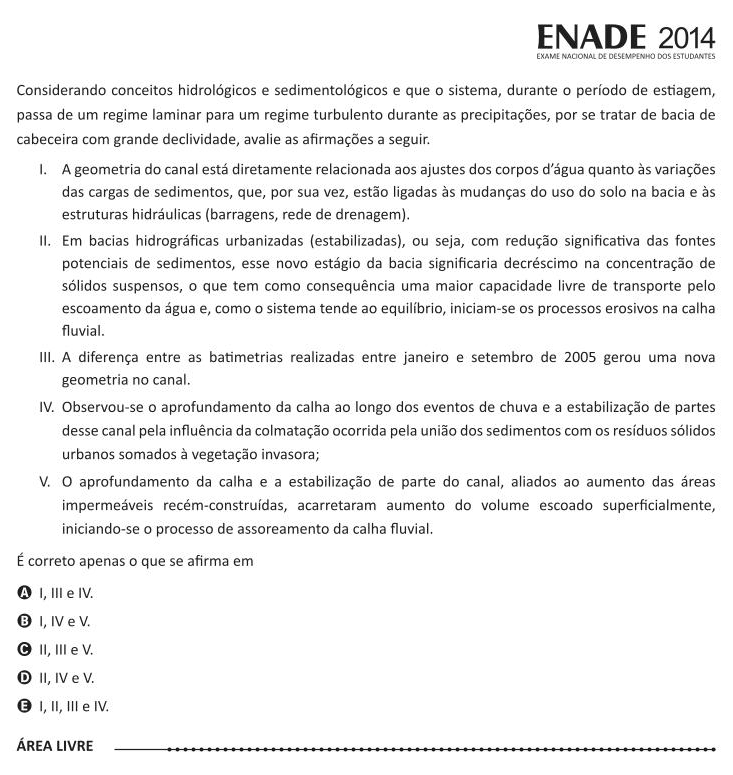 ENADE 2014
EXAME NACIONAL DE DESEMPENHO DOS ESTUDANTES
Considerando conceitos hidrológicos e sedimentológicos e que o sistema, durante o período de estiagem,
passa de um regime laminar para um regime turbulento durante as precipitações, por se tratar de bacia de
cabeceira com grande declividade, avalie as afirmações a seguir.
I. A geometria do canal está diretamente relacionada aos ajustes dos corpos d'água quanto às variações
das cargas de sedimentos, que, por sua vez, estão ligadas às mudanças do uso do solo na bacia e às
estruturas hidráulicas (barragens, rede de drenagem).
II. Em bacias hidrográficas urbanizadas (estabilizadas), ou seja, com redução significativa das fontes
potenciais de sedimentos, esse novo estágio da bacia significaria decréscimo na concentração de
sólidos suspensos, o que tem como consequência uma maior capacidade livre de transporte pelo
escoamento da água e, como o sistema tende ao equilíbrio, iniciam-se os processos erosivos na calha
fluvial.
III. A diferença entre as batimetrias realizadas entre janeiro e setembro de 2005 gerou uma nova
geometria no canal.
IV. Observou-se o aprofundamento da calha ao longo dos eventos de chuva e a estabilização de partes
desse canal pela influência da colmatação ocorrida pela união dos sedimentos com os resíduos sólidos
urbanos somados à vegetação invasora;
V. O aprofundamento da calha e a estabilização de parte do canal, aliados ao aumento das áreas
impermeáveis recém-construídas, acarretaram aumento do volume escoado superficialmente,
iniciando-se o processo de assoreamento da calha fluvial.
É correto apenas o que se afirma em
A I, III e IV.
B I, IV e V.
C II, III e V.
D II, IV e V.
E I, II, III e IV.
ÁREA LIVRE